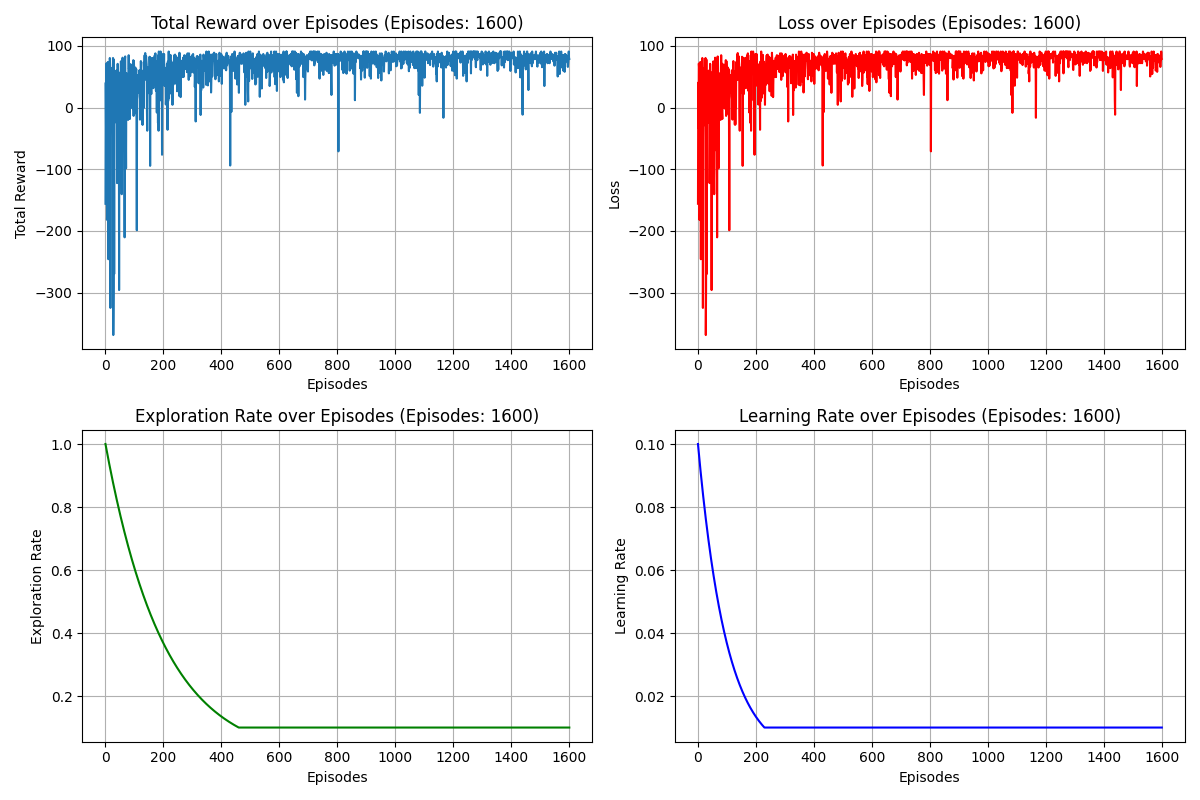 Total Reward over Episodes (Episodes: 1600)
Total Reward
100
0
−100
−200
−300
0 200 400 600 800 1000 1200 1400 1600
Episodes
Loss over Episodes (Episodes: 1600)
Loss
100
0
−100
−200
−300
0 200 400 600 800 1000 1200 1400 1600
Episodes
Exploration Rate over Episodes (Episodes: 1600)
Exploration Rate
1.0
0.8
0.6
0.4
0.2
0 200 400 600 800 1000 1200 1400 1600
Episodes
Learning Rate over Episodes (Episodes: 1600)
Learning Rate
0.10
0.08
0.06
0.04
0.02
0 200 400 600 800 1000 1200 1400 1600
Episodes